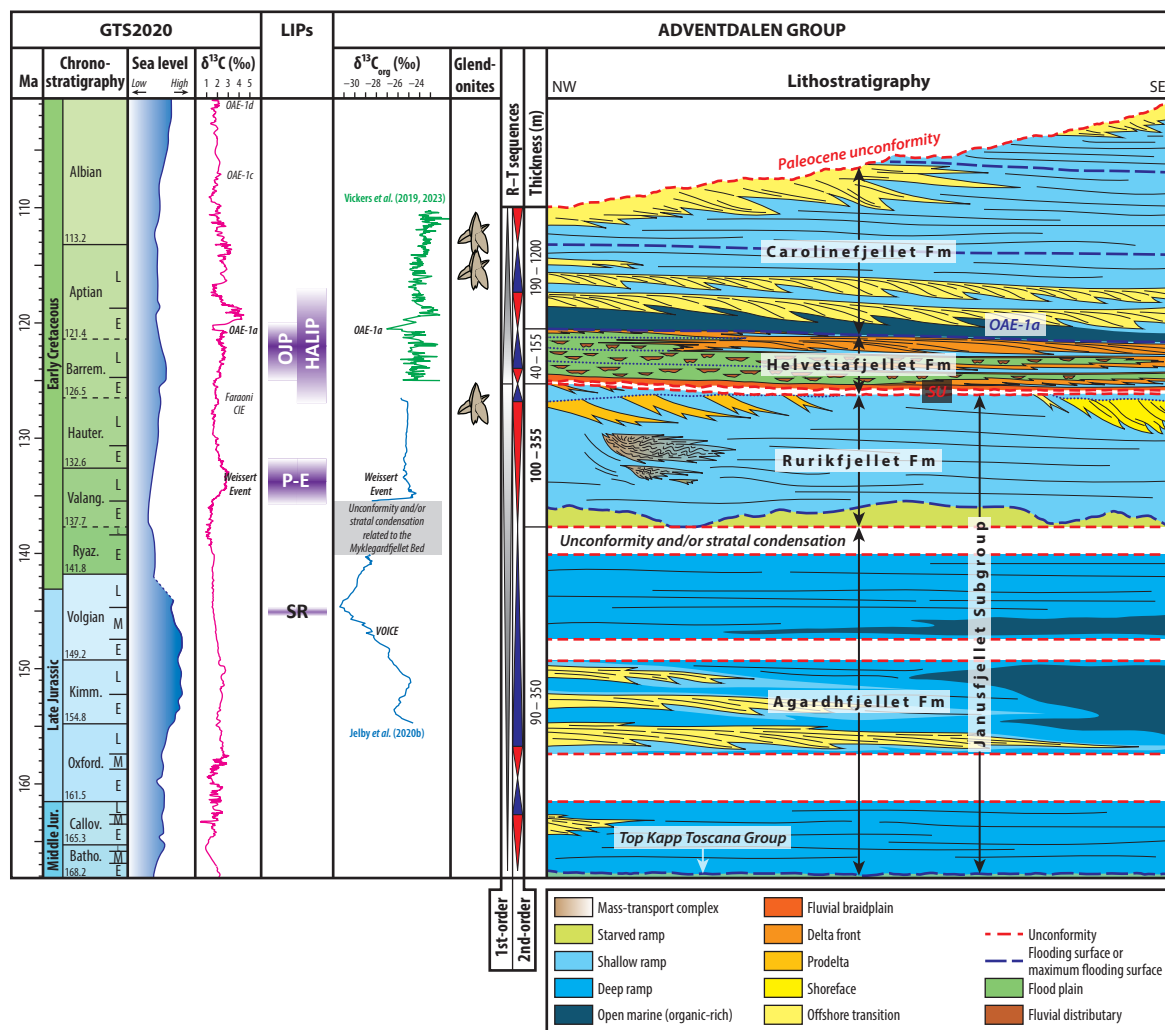 GTS2020
LIPs
ADVENTDALEN GROUP
Ma
Chrono-
stratigraphy
Sea level
Low
High
δ13C (‰)
1 2 3 4 5
δ13Corg (‰)
−30 −28 −26 −24
Glend-
onites
R–T sequences
Thickness (m)
Lithostratigraphy
NW
SE
110
120
130
140
150
160
Early Cretaceous
Late Jurassic
Middle Jur.
Albian
113.2
Aptian
L
E
121.4
Barrem.
L
E
126.5
Hauter.
L
E
132.6
Valang.
L
E
137.7
Ryaz.
L
E
141.8
Volgian
L
M
E
149.2
Kimm.
L
E
154.8
Oxford.
L
M
E
161.5
Callov.
L
M
E
165.3
Batho.
L
M
E
168.2
OAE-1d
OAE-1c
OAE-1a
Faraoni
CIE
Weissert
Event
OJP
HALIP
P-E
SR
Vickers et al. (2019, 2023)
OAE-1a
Weissert
Event
Unconformity and/or
stratal condensation
related to the
Myklegardfjellet Bed
VOICE
Jelby et al. (2020b)
190–1200
40–155
100–355
90–350
1st-order
2nd-order
Paleocene unconformity
Carolinefjellet Fm
OAE-1a
Helvetiafjellet Fm
SU
Rurikfjellet Fm
Unconformity and/or stratal condensation
Janusfjellet Subgroup
Agardhfjellet Fm
Top Kapp Toscana Group
Mass-transport complex
Starved ramp
Shallow ramp
Deep ramp
Open marine (organic-rich)
Fluvial braidplain
Delta front
Prodelta
Shoreface
Offshore transition
Unconformity
Flooding surface or
maximum flooding surface
Flood plain
Fluvial distributary